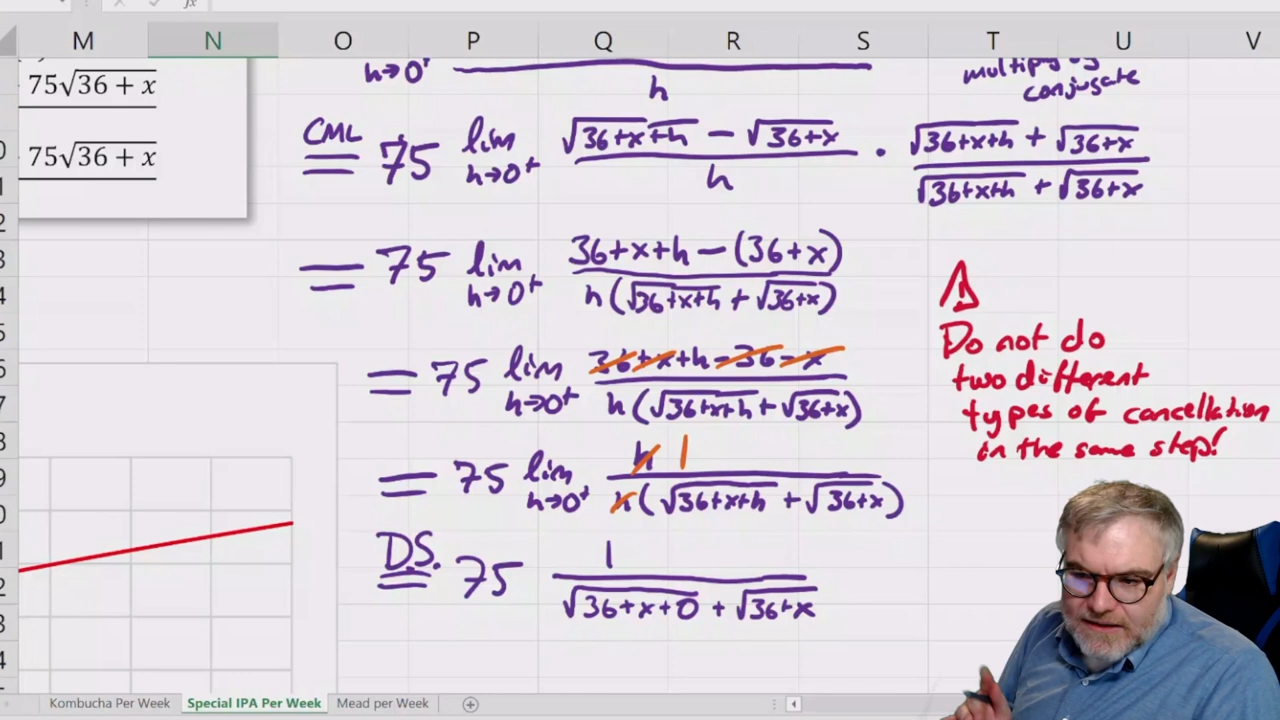 M N O P Q R S T U V
75√36 + x
75√36 + x
lim h→0⁺ h
multiply by conjugate
CML = 75 lim h→0⁺ (√36+x+h − √36+x) / h · (√36+x+h + √36+x) / (√36+x+h + √36+x)
= 75 lim h→0⁺ (36+x+h − (36+x)) / (h(√36+x+h + √36+x))
= 75 lim h→0⁺ (36+x+h − 36 − x) / (h(√36+x+h + √36+x))
= 75 lim h→0⁺ h 1 / (h(√36+x+h + √36+x))
D.S. = 75 1 / (√36+x+0 + √36+x)
Do not do
two different
types of cancellation
in the same step!
Kombucha Per Week Special IPA Per Week Mead per Week